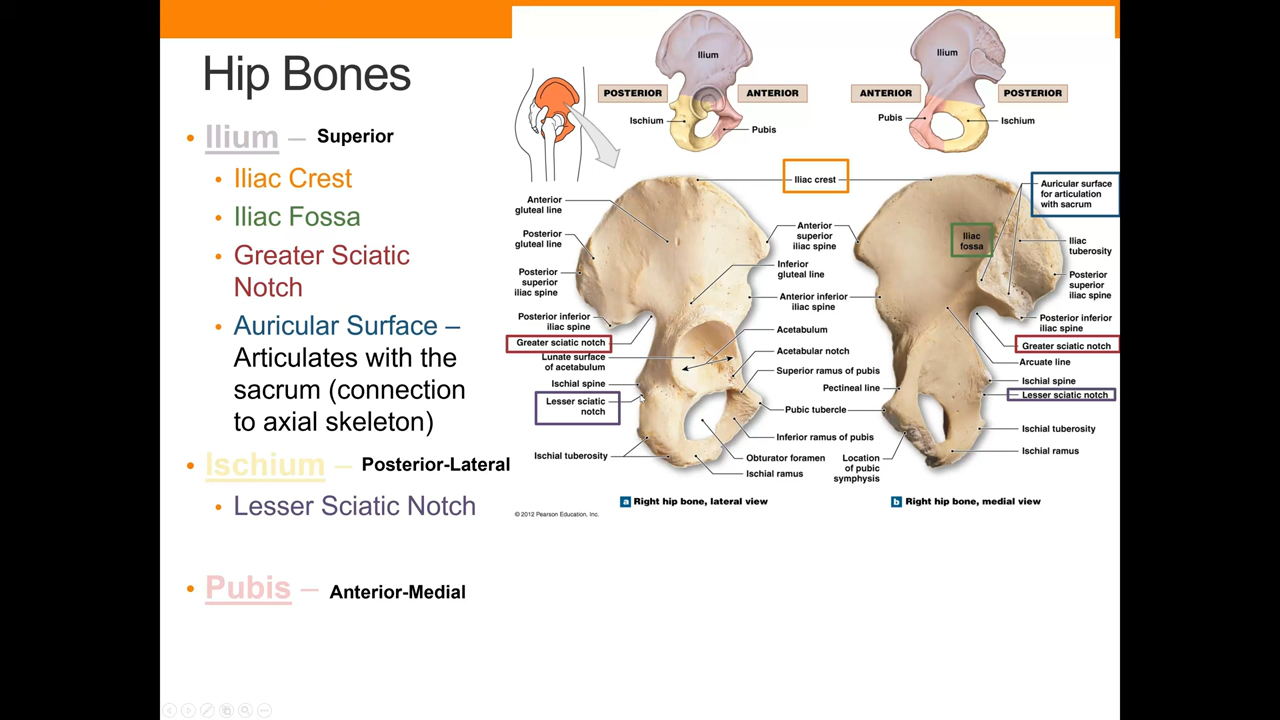 Hip Bones
• Ilium – Superior
• Iliac Crest
• Iliac Fossa
• Greater Sciatic
Notch
• Auricular Surface –
Articulates with the
sacrum (connection
to axial skeleton)
• Ischium – Posterior-Lateral
• Lesser Sciatic Notch
• Pubis – Anterior-Medial
Ilium
POSTERIOR
ANTERIOR
Ischium
Pubis
Ilium
ANTERIOR
POSTERIOR
Pubis
Ischium
Iliac crest
Anterior
gluteal line
Posterior
gluteal line
Posterior
superior
iliac spine
Posterior inferior
iliac spine
Greater sciatic notch
Lunate surface
of acetabulum
Ischial spine
Lesser sciatic
notch
Ischial tuberosity
Anterior
superior
iliac spine
Inferior
gluteal line
Anterior inferior
iliac spine
Acetabulum
Acetabular notch
Superior ramus of pubis
Pectineal line
Pubic tubercle
Inferior ramus of pubis
Obturator foramen
Ischial ramus
Location
of pubic
symphysis
Auricular surface
for articulation
with sacrum
Iliac
fossa
Iliac
tuberosity
Posterior
superior
iliac spine
Posterior inferior
iliac spine
Greater sciatic notch
Arcuate line
Ischial spine
Lesser sciatic notch
Ischial tuberosity
Ischial ramus
a Right hip bone, lateral view
b Right hip bone, medial view
© 2012 Pearson Education, Inc.